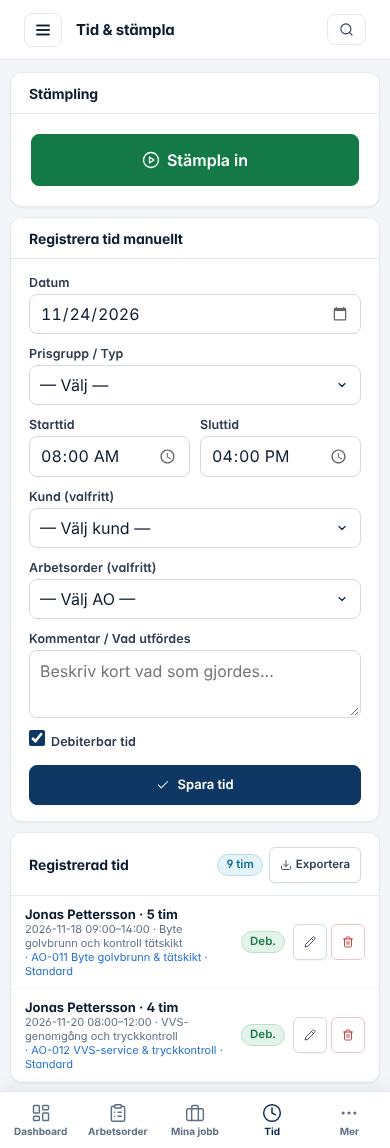 Tid & stämpla
Stämpling
Stämpla in
Registrera tid manuellt
Datum
11/24/2026
Prisgrupp / Typ
— Välj —
Starttid
Sluttid
08:00 AM
04:00 PM
Kund (valfritt)
— Välj kund —
Arbetsorder (valfritt)
— Välj AO —
Kommentar / Vad utfördes
Beskriv kort vad som gjordes...
Debiterbar tid
Spara tid
Registrerad tid
9 tim
Exportera
Jonas Pettersson · 5 tim
2026-11-18 09:00–14:00 · Byte
golvbrunn och kontroll tätskikt
· AO-011 Byte golvbrunn & tätskikt ·
Standard
Deb.
Jonas Pettersson · 4 tim
2026-11-20 08:00–12:00 · VVS-
genomgång och tryckkontroll
· AO-012 VVS-service & tryckkontroll ·
Standard
Deb.
Dashboard
Arbetsorder
Mina jobb
Tid
Mer